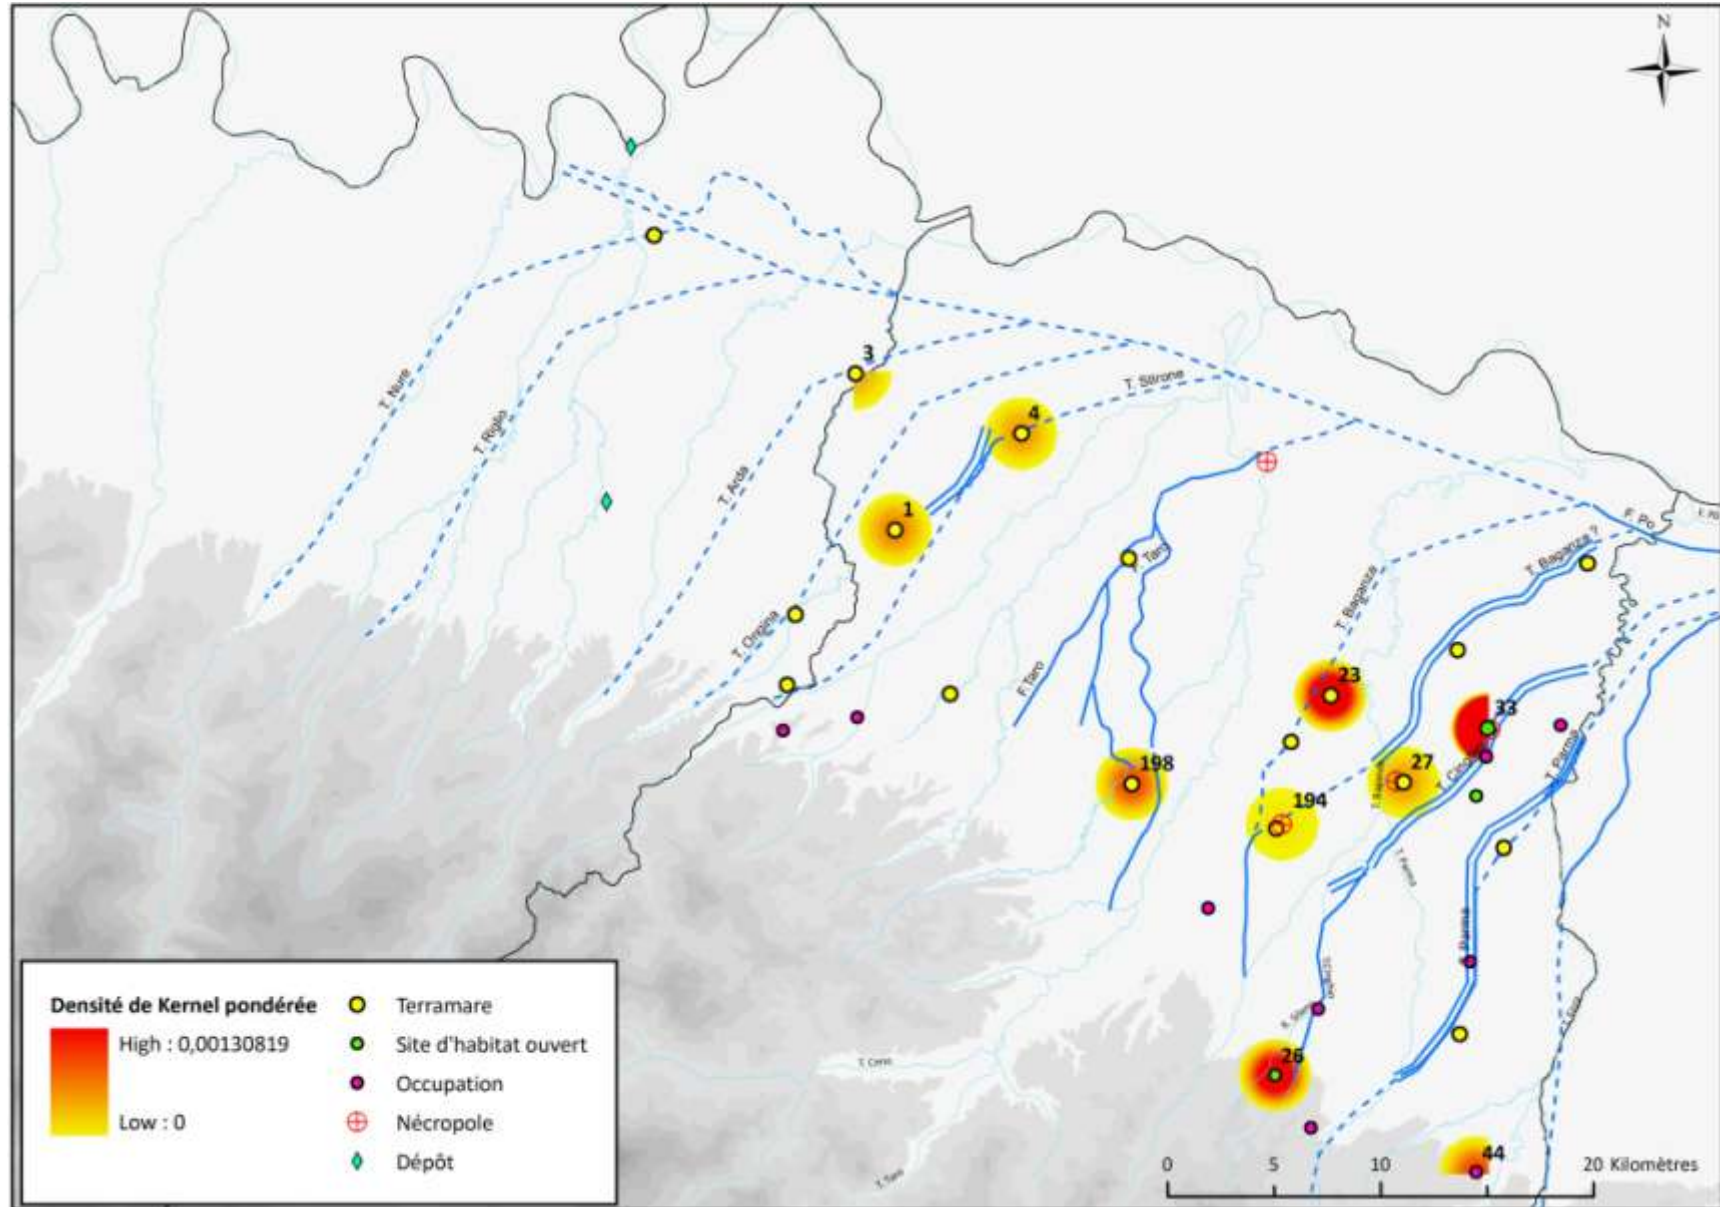 N
3
T. Nure
T. Stirone
4
T. Riglio
T. Arda
1
F. Po
T. Baganza ?
T. Taro
T. Baganza
T. Ongina
F. Taro
23
33
198
27
T. Parma
194
T. Parma
26
T. Ceno
T. Taro
44
Densité de Kernel pondérée
High : 0,00130819
Low : 0
Terramare
Site d'habitat ouvert
Occupation
Nécropole
Dépôt
0 5 10 20 Kilomètres